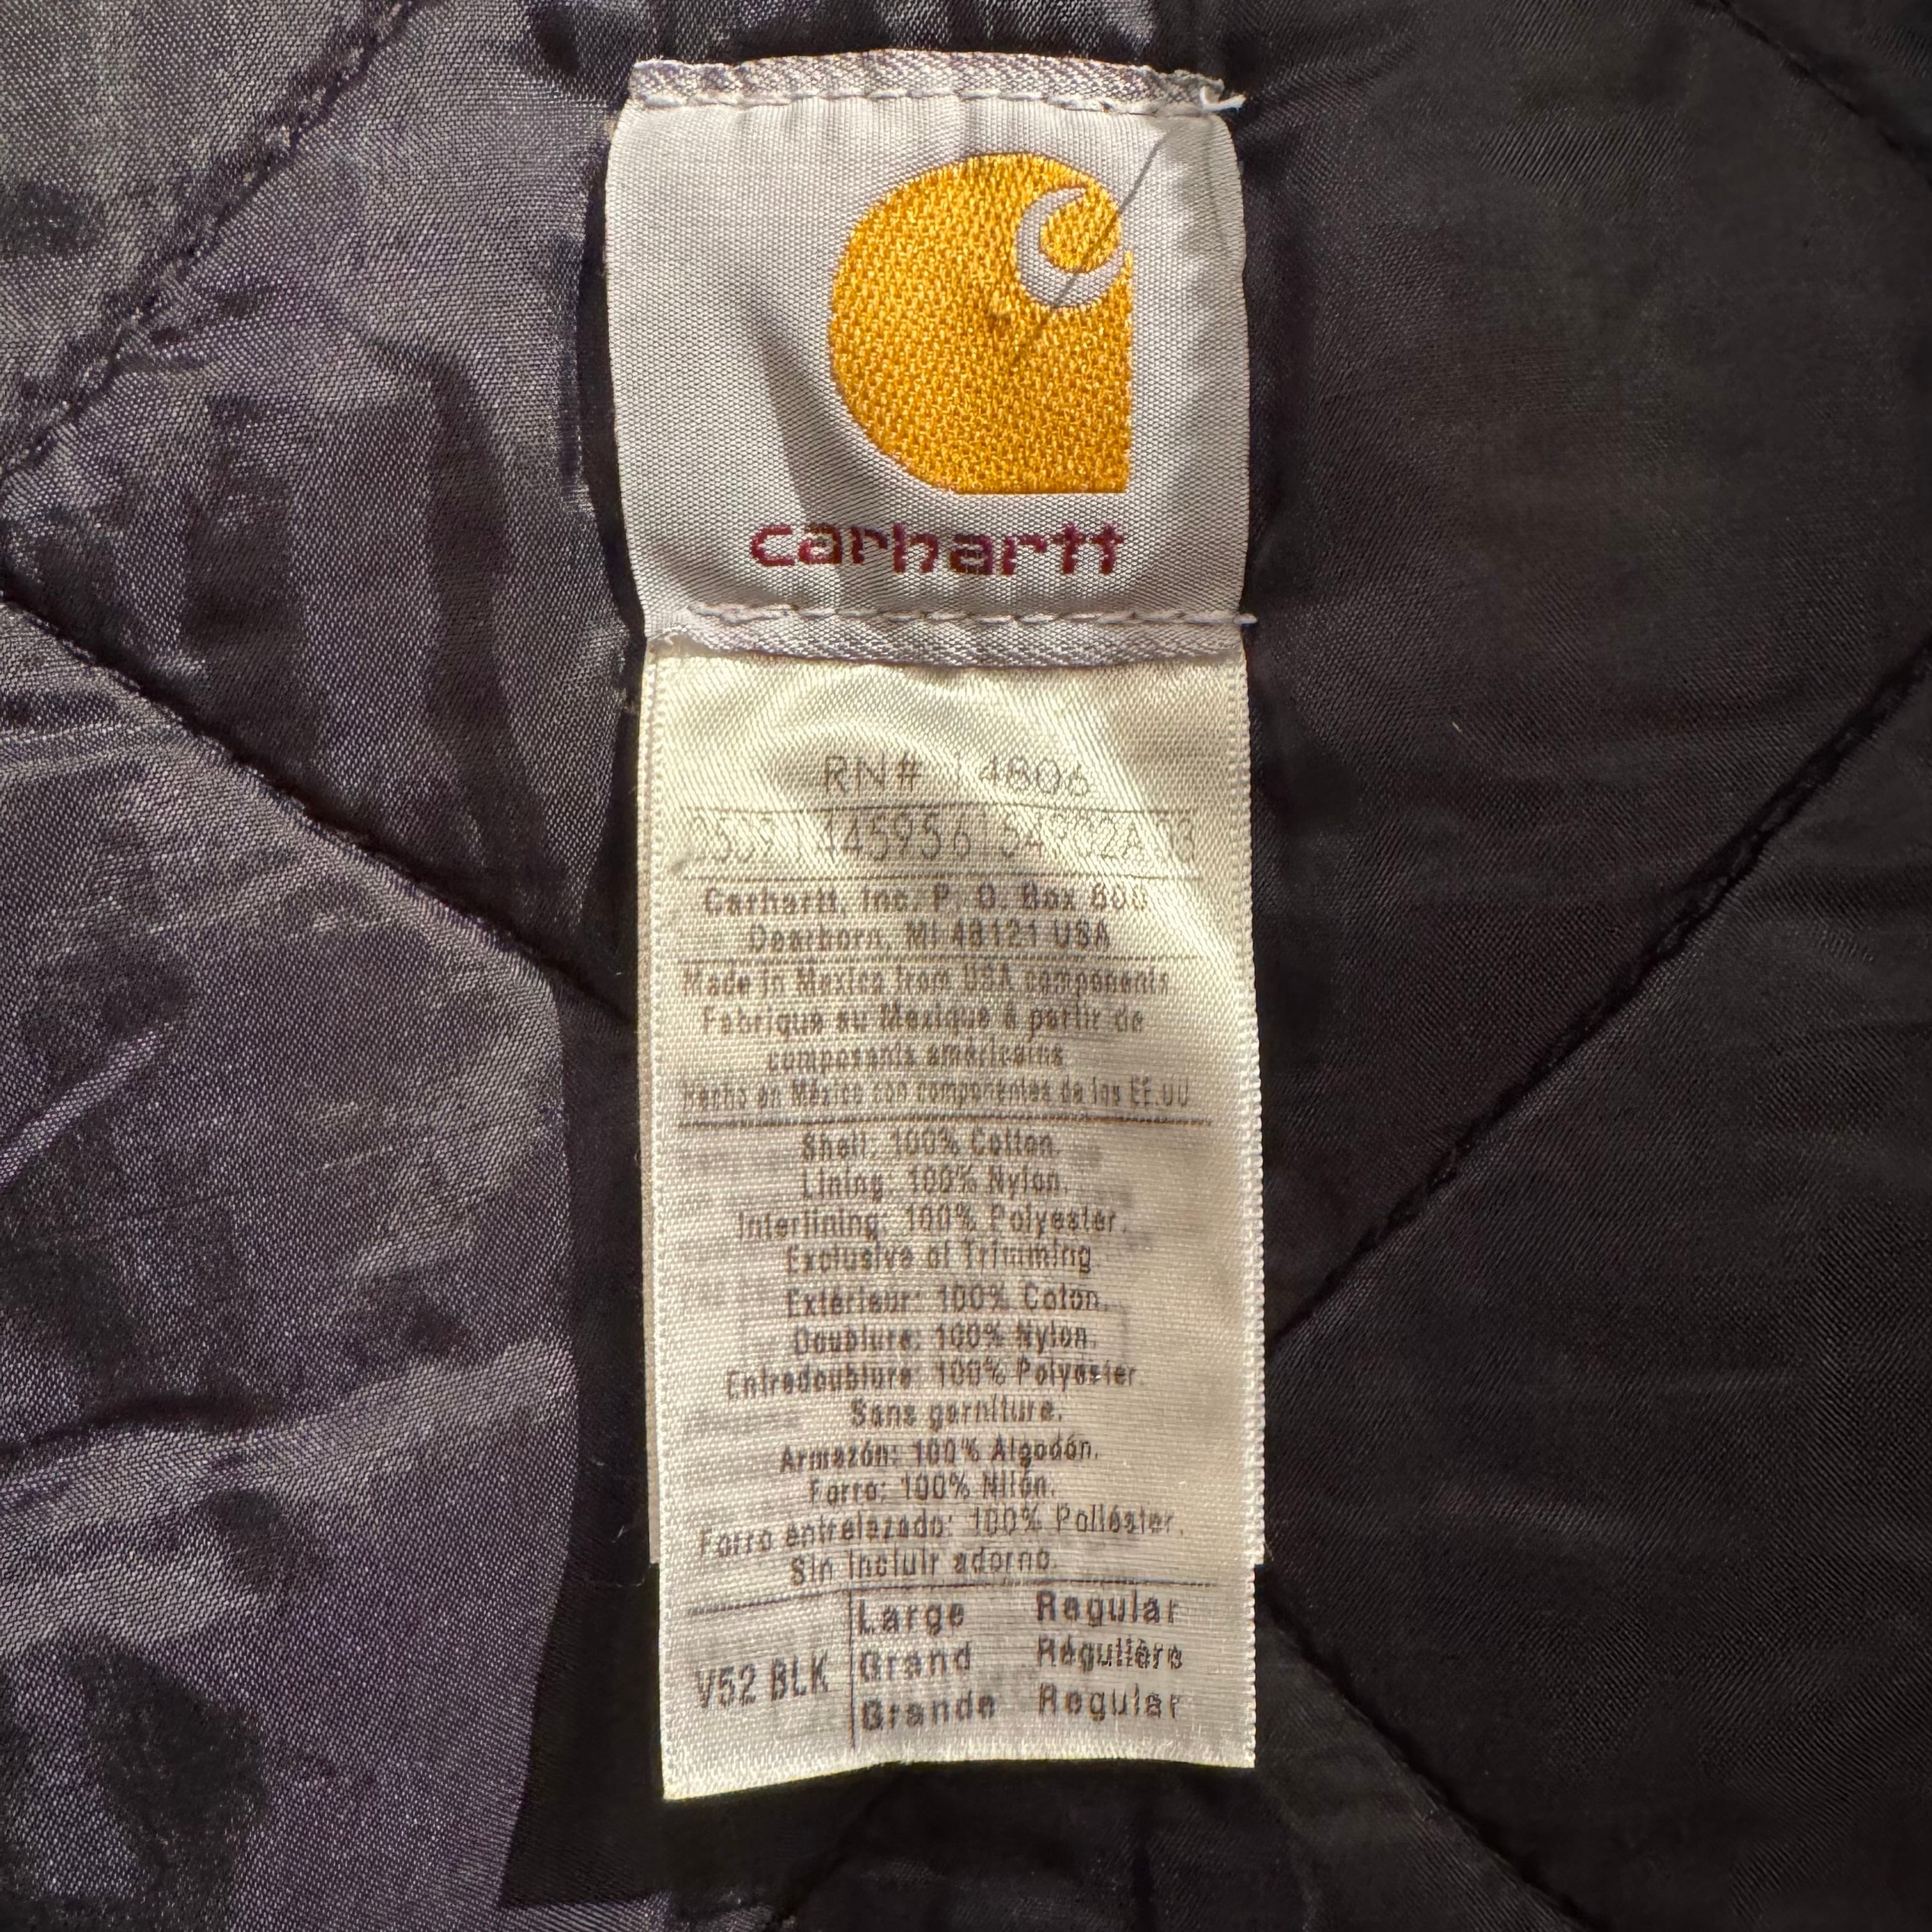 carhartt
RN# 14806
Carhartt, Inc. P. O. Box 600
Dearborn, MI 48121 USA
Made in Mexico from USA components
Fabrique au Mexique à partir de
composants américains
Hecho en México con componentes de los EE.UU
Shell: 100% Cotton.
Lining: 100% Nylon.
Interlining: 100% Polyester.
Exclusive of Trimming
Extérieur: 100% Coton.
Doublure: 100% Nylon.
Entredoublure: 100% Polyester.
Sans garniture.
Armazón: 100% Algodón.
Forro: 100% Nilón.
Forro entrelazado: 100% Poliéster.
Sin incluir adorno.
V52 BLK
Large Regular
Grand Régulière
Grande Regular